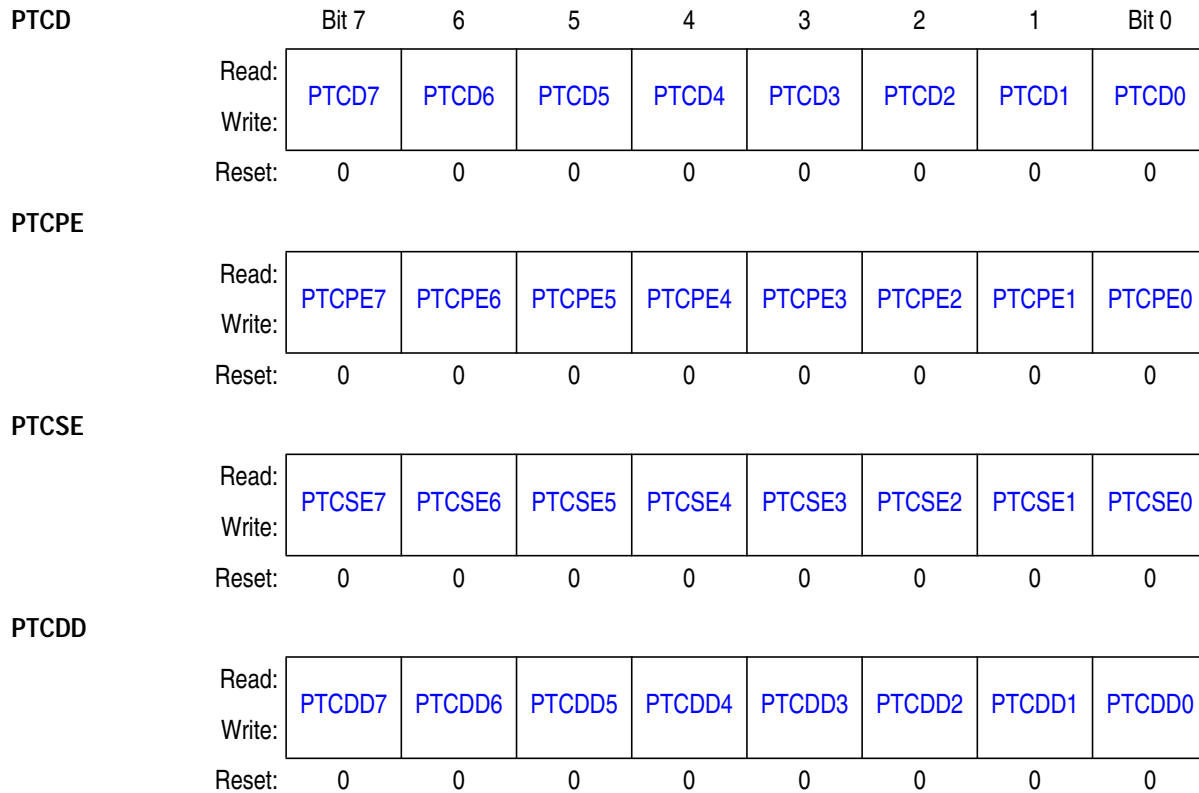 PTCD Bit 7 6 5 4 3 2 1 Bit 0
Read:
PTCD7 PTCD6 PTCD5 PTCD4 PTCD3 PTCD2 PTCD1 PTCD0
Write:
Reset: 0 0 0 0 0 0 0 0
PTCPE
Read:
PTCPE7 PTCPE6 PTCPE5 PTCPE4 PTCPE3 PTCPE2 PTCPE1 PTCPE0
Write:
Reset: 0 0 0 0 0 0 0 0
PTCSE
Read:
PTCSE7 PTCSE6 PTCSE5 PTCSE4 PTCSE3 PTCSE2 PTCSE1 PTCSE0
Write:
Reset: 0 0 0 0 0 0 0 0
PTCDD
Read:
PTCDD7 PTCDD6 PTCDD5 PTCDD4 PTCDD3 PTCDD2 PTCDD1 PTCDD0
Write:
Reset: 0 0 0 0 0 0 0 0